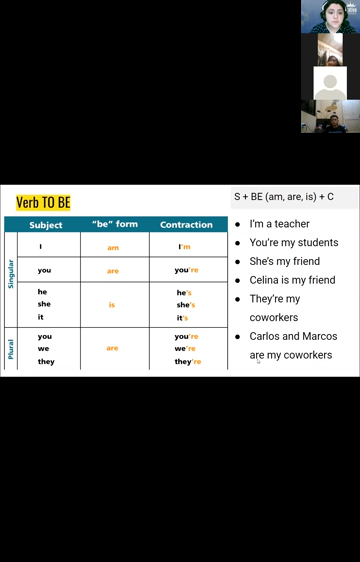 Verb TO BE
Subject "be" form Contraction
Singular
I am I'm
you are you're
he he's
she is she's
it it's
Plural
you you're
we are we're
they they're
S + BE (am, are, is) + C
● I'm a teacher
● You're my students
● She's my friend
● Celina is my friend
● They're my
coworkers
● Carlos and Marcos
are my coworkers